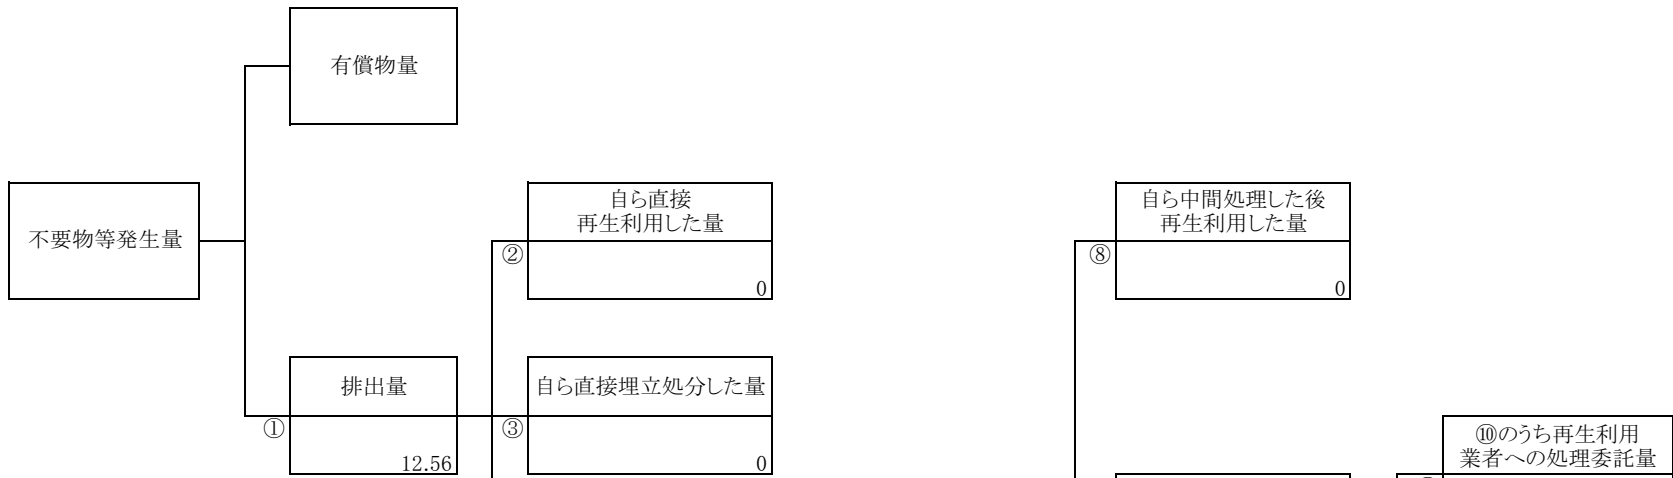 有償物量
不要物等発生量
自ら直接
再生利用した量
②
0
自ら中間処理した後
再生利用した量
⑧
0
排出量
①
12.56
自ら直接埋立処分した量
③
0
⑩のうち再生利用
業者への処理委託量